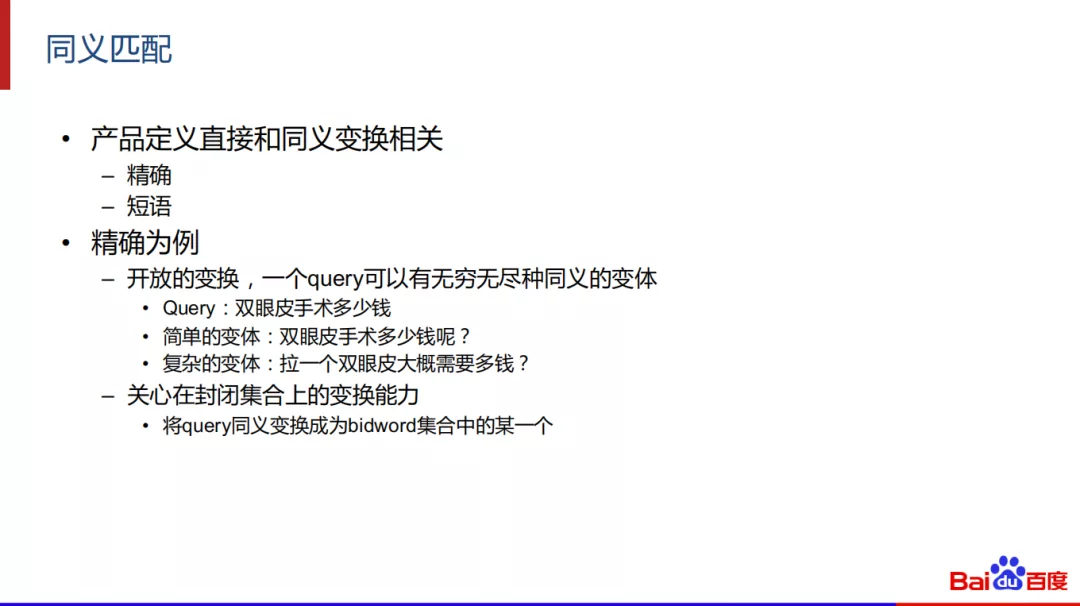 同义匹配
• 产品定义直接和同义变换相关
– 精确
– 短语
• 精确为例
– 开放的变换，一个query可以有无穷无尽种同义的变体
• Query：双眼皮手术多少钱
• 简单的变体：双眼皮手术多少钱呢？
• 复杂的变体：拉一个双眼皮大概需要多钱？
– 关心在封闭集合上的变换能力
• 将query同义变换成为bidword集合中的某一个
Baidu百度